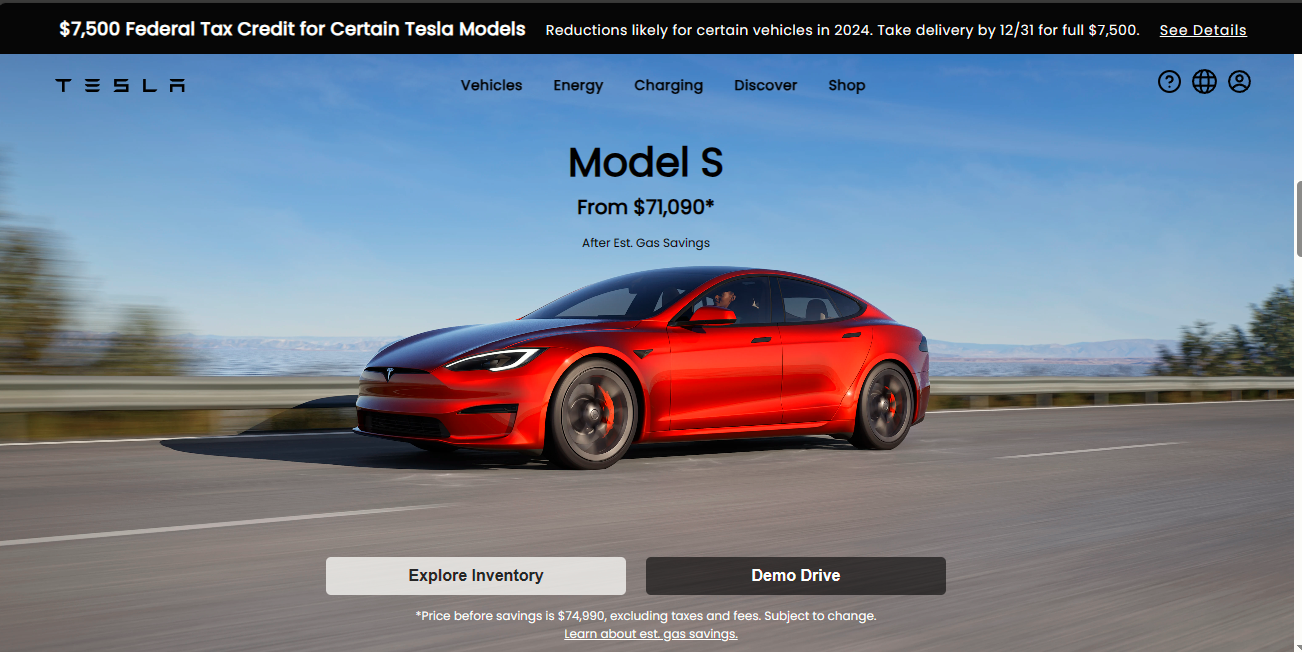 $7,500 Federal Tax Credit for Certain Tesla Models Reductions likely for certain vehicles in 2024. Take delivery by 12/31 for full $7,500. See Details
TESLA Vehicles Energy Charging Discover Shop ?
Model S
From $71,090*
After Est. Gas Savings
Explore Inventory Demo Drive
*Price before savings is $74,990, excluding taxes and fees. Subject to change.
Learn about est. gas savings.